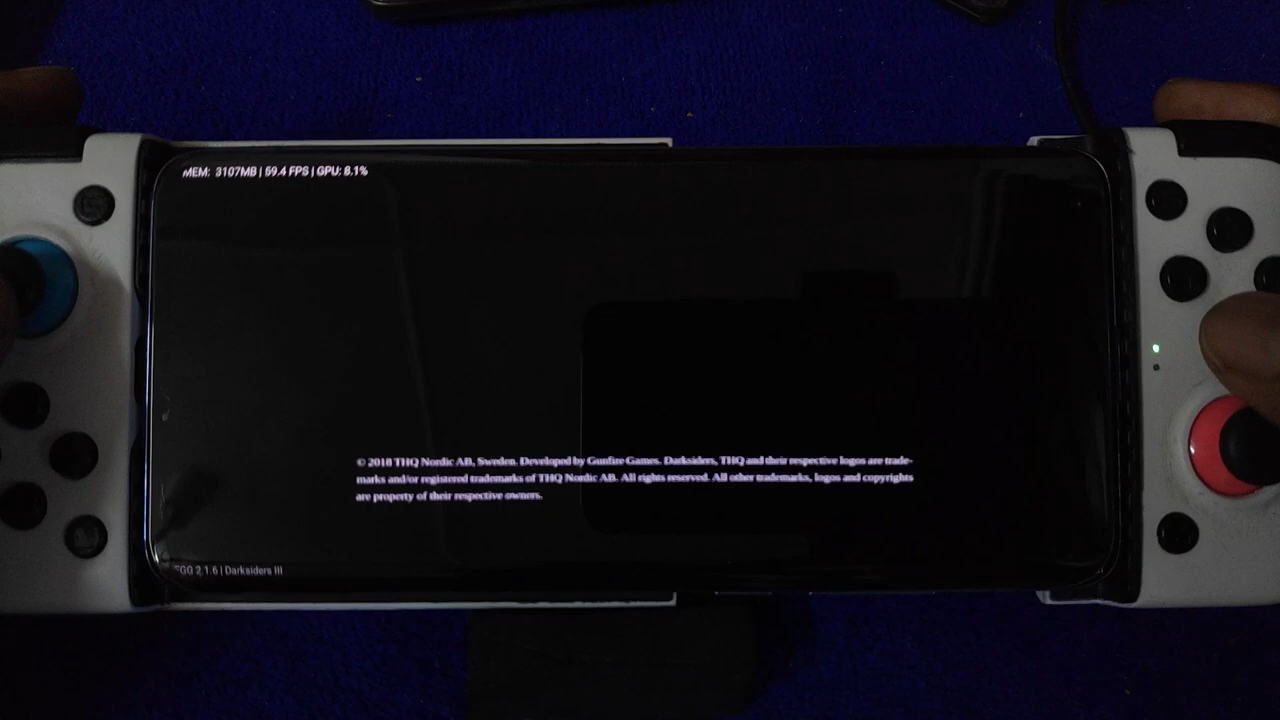 MEM: 3107MB | 59.4 FPS | GPU: 8.1%
© 2018 THQ Nordic AB, Sweden. Developed by Gunfire Games. Darksiders, THQ and their respective logos are trade-
marks and/or registered trademarks of THQ Nordic AB. All rights reserved. All other trademarks, logos and copyrights
are property of their respective owners.
EGG 2.1.6 | Darksiders III